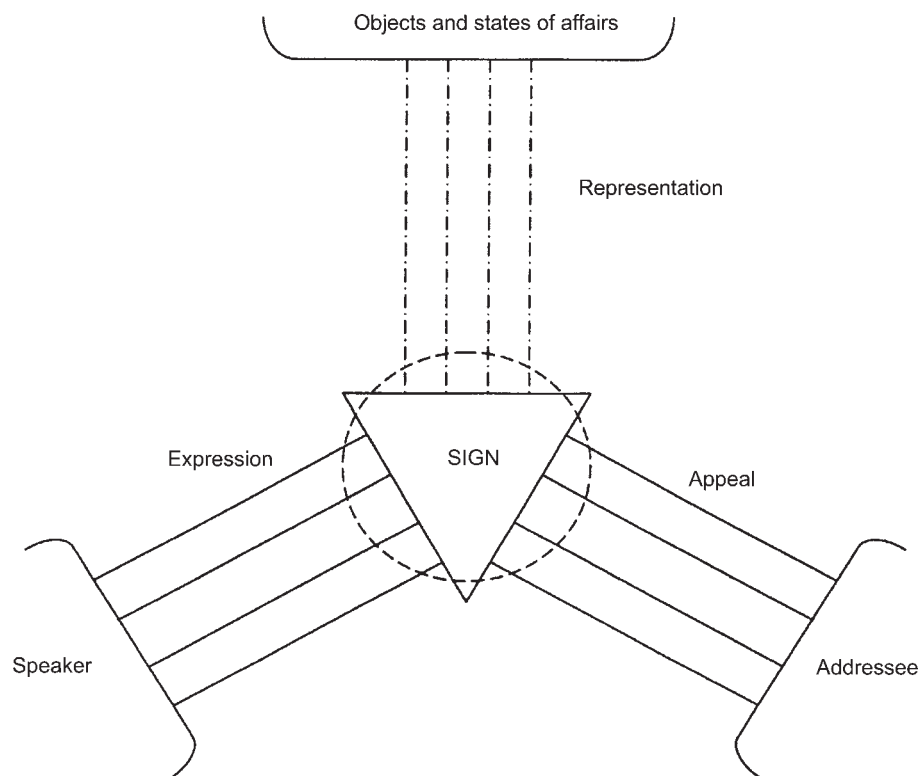 Objects and states of affairs
Representation
Expression
SIGN
Appeal
Speaker
Addressee